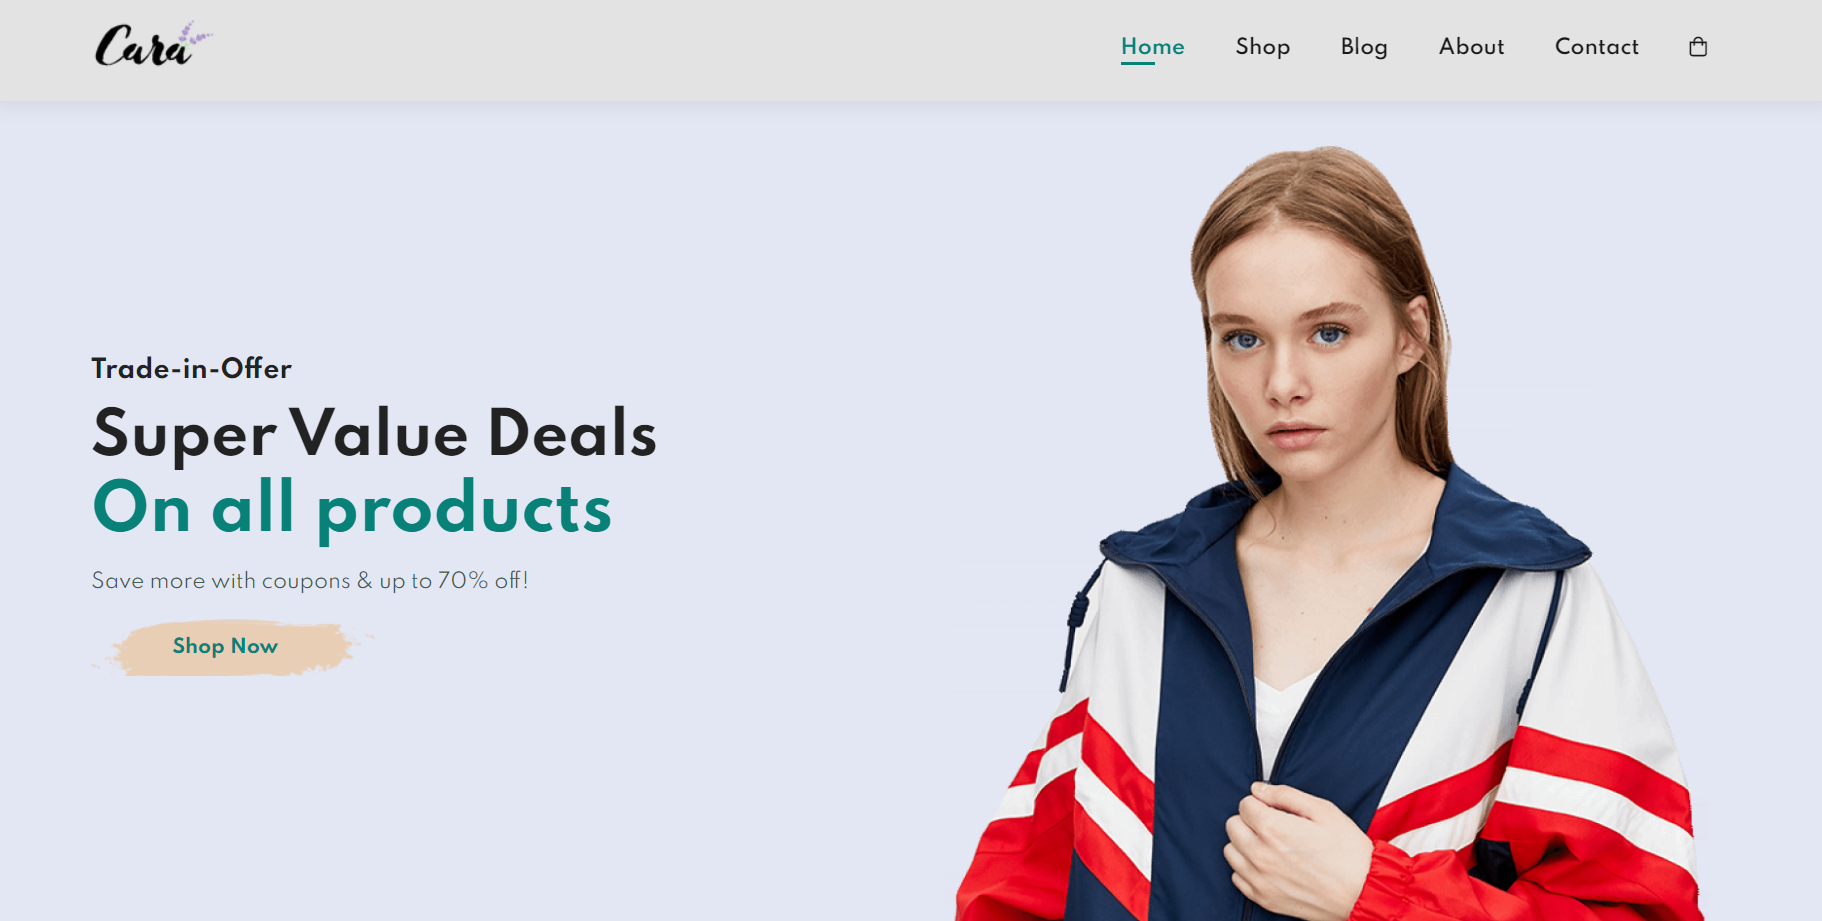 Cara
Home Shop Blog About Contact
Trade-in-Offer
Super Value Deals
On all products
Save more with coupons & up to 70% off!
Shop Now